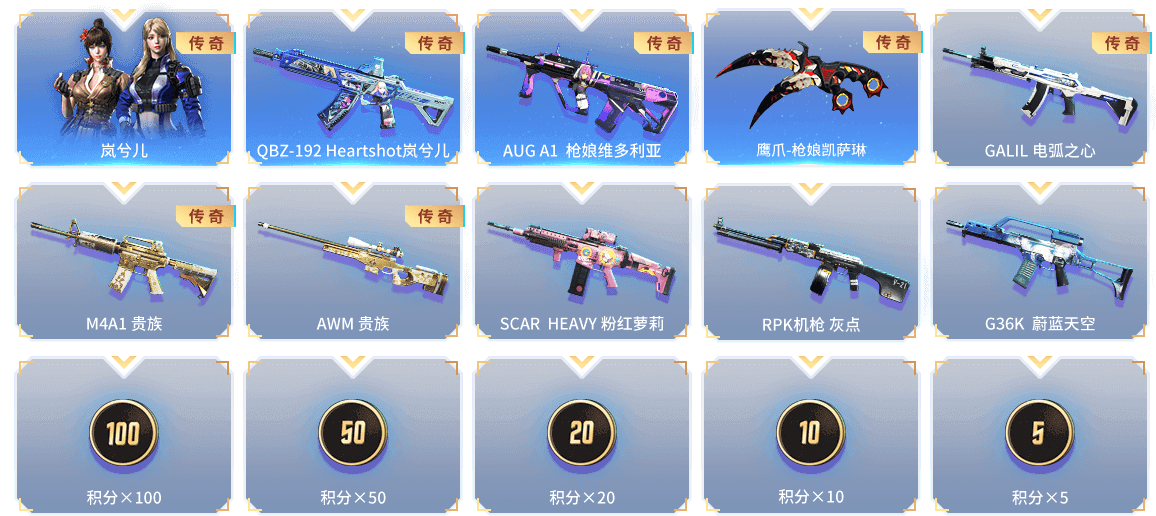 传奇
传奇
传奇
传奇
传奇
岚兮儿
QBZ-192 Heartshot岚兮儿
AUG A1 枪娘维多利亚
鹰爪-枪娘凯萨琳
GALIL 电弧之心
传奇
传奇
M4A1 贵族
AWM 贵族
SCAR HEAVY 粉红萝莉
RPK机枪 灰点
G36K 蔚蓝天空
100
50
20
10
5
积分×100
积分×50
积分×20
积分×10
积分×5